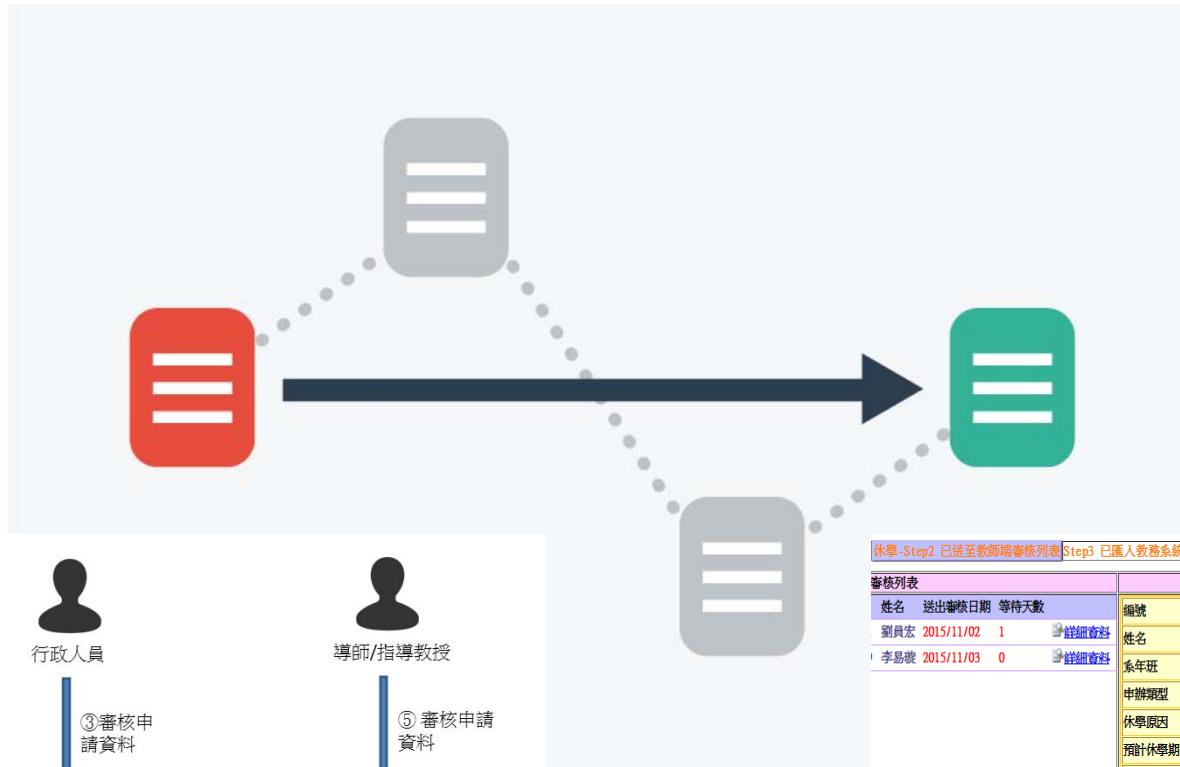 行政人員
導師/指導教授
③審核申
請資料
⑤ 審核申請
資料
休學-Step2 已送至教師端審核列表 Step3 已匯入教務系統
審核列表
姓名 送出審核日期 等待天數
劉員宏 2015/11/02 1 詳細資料
李易璇 2015/11/03 0 詳細資料
編號
姓名
系年班
申辦類型
休學原因
預計休學期